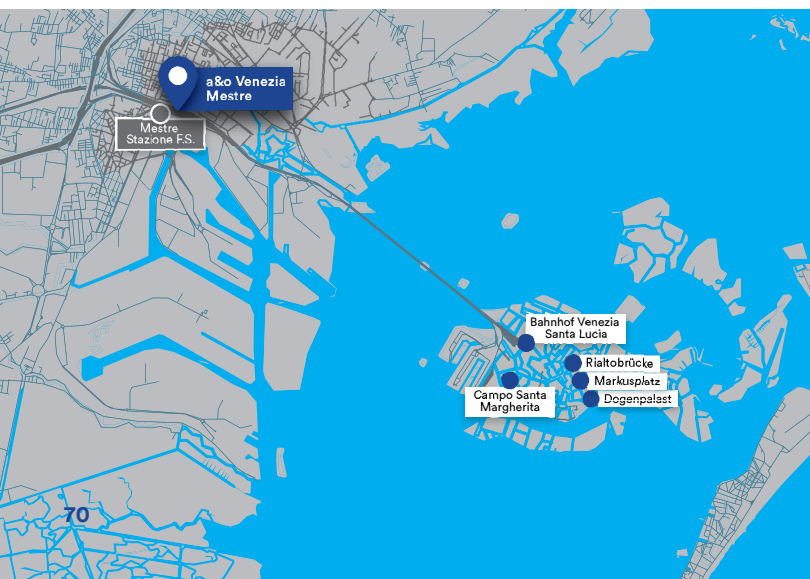 a&o Venezia
Mestre
Mestre
Stazione F.S.
Bahnhof Venezia
Santa Lucia
Rialtobrücke
Markusplatz
Dogenpalast
Campo Santa
Margherita
70